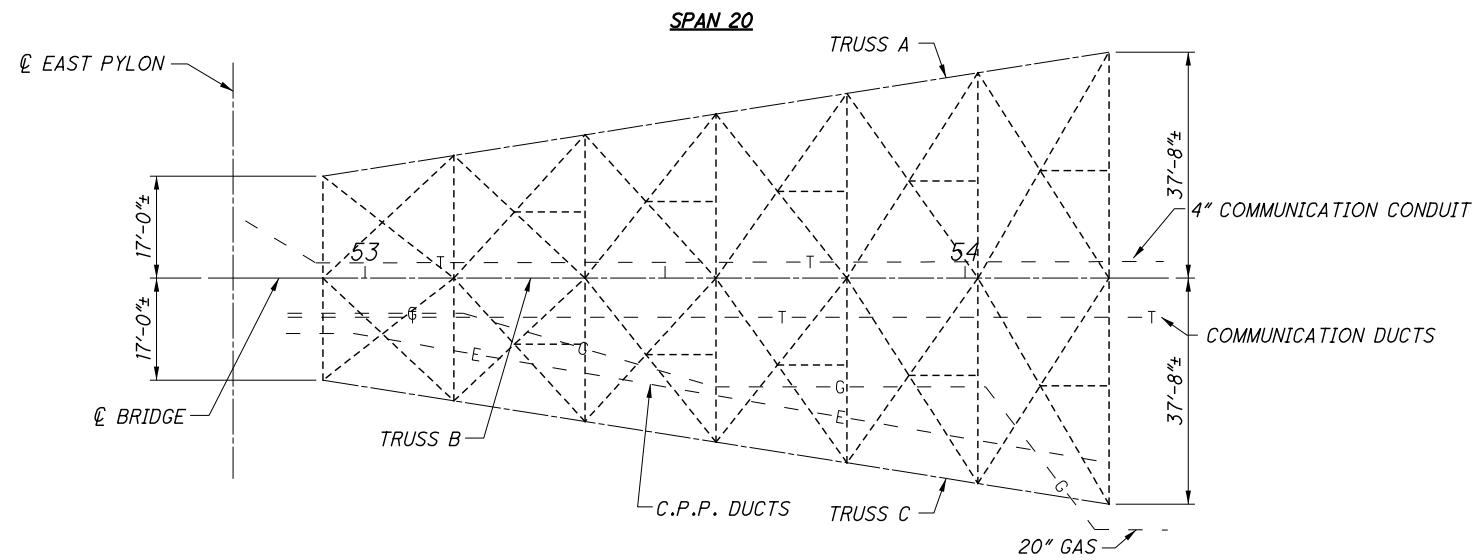 SPAN 20
℄ EAST PYLON
TRUSS A
17'-0"±
17'-0"±
37'-8"±
37'-8"±
4" COMMUNICATION CONDUIT
53
54
T
T
G
T
T
T
COMMUNICATION DUCTS
E
G
G
E
℄ BRIDGE
TRUSS B
C.P.P. DUCTS
TRUSS C
G
20" GAS